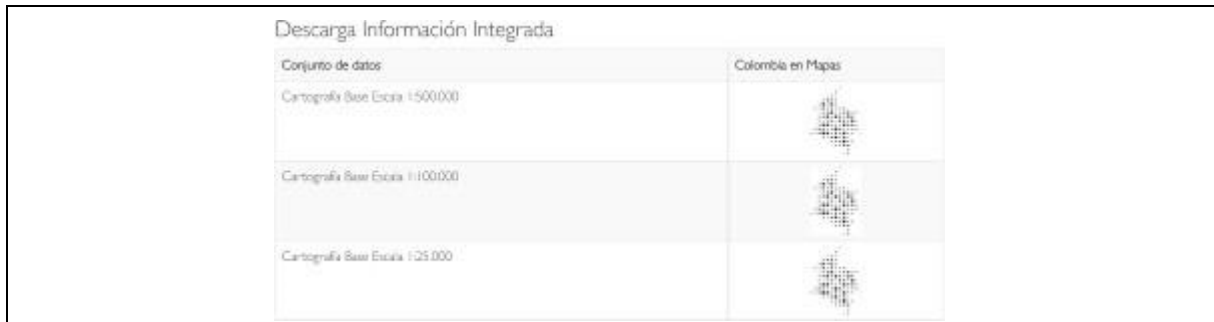 Descarga Información Integrada
Conjunto de datos Colombia en Mapas
Cartografía Base Escala 1:500.000
Cartografía Base Escala 1:100.000
Cartografía Base Escala 1:25.000